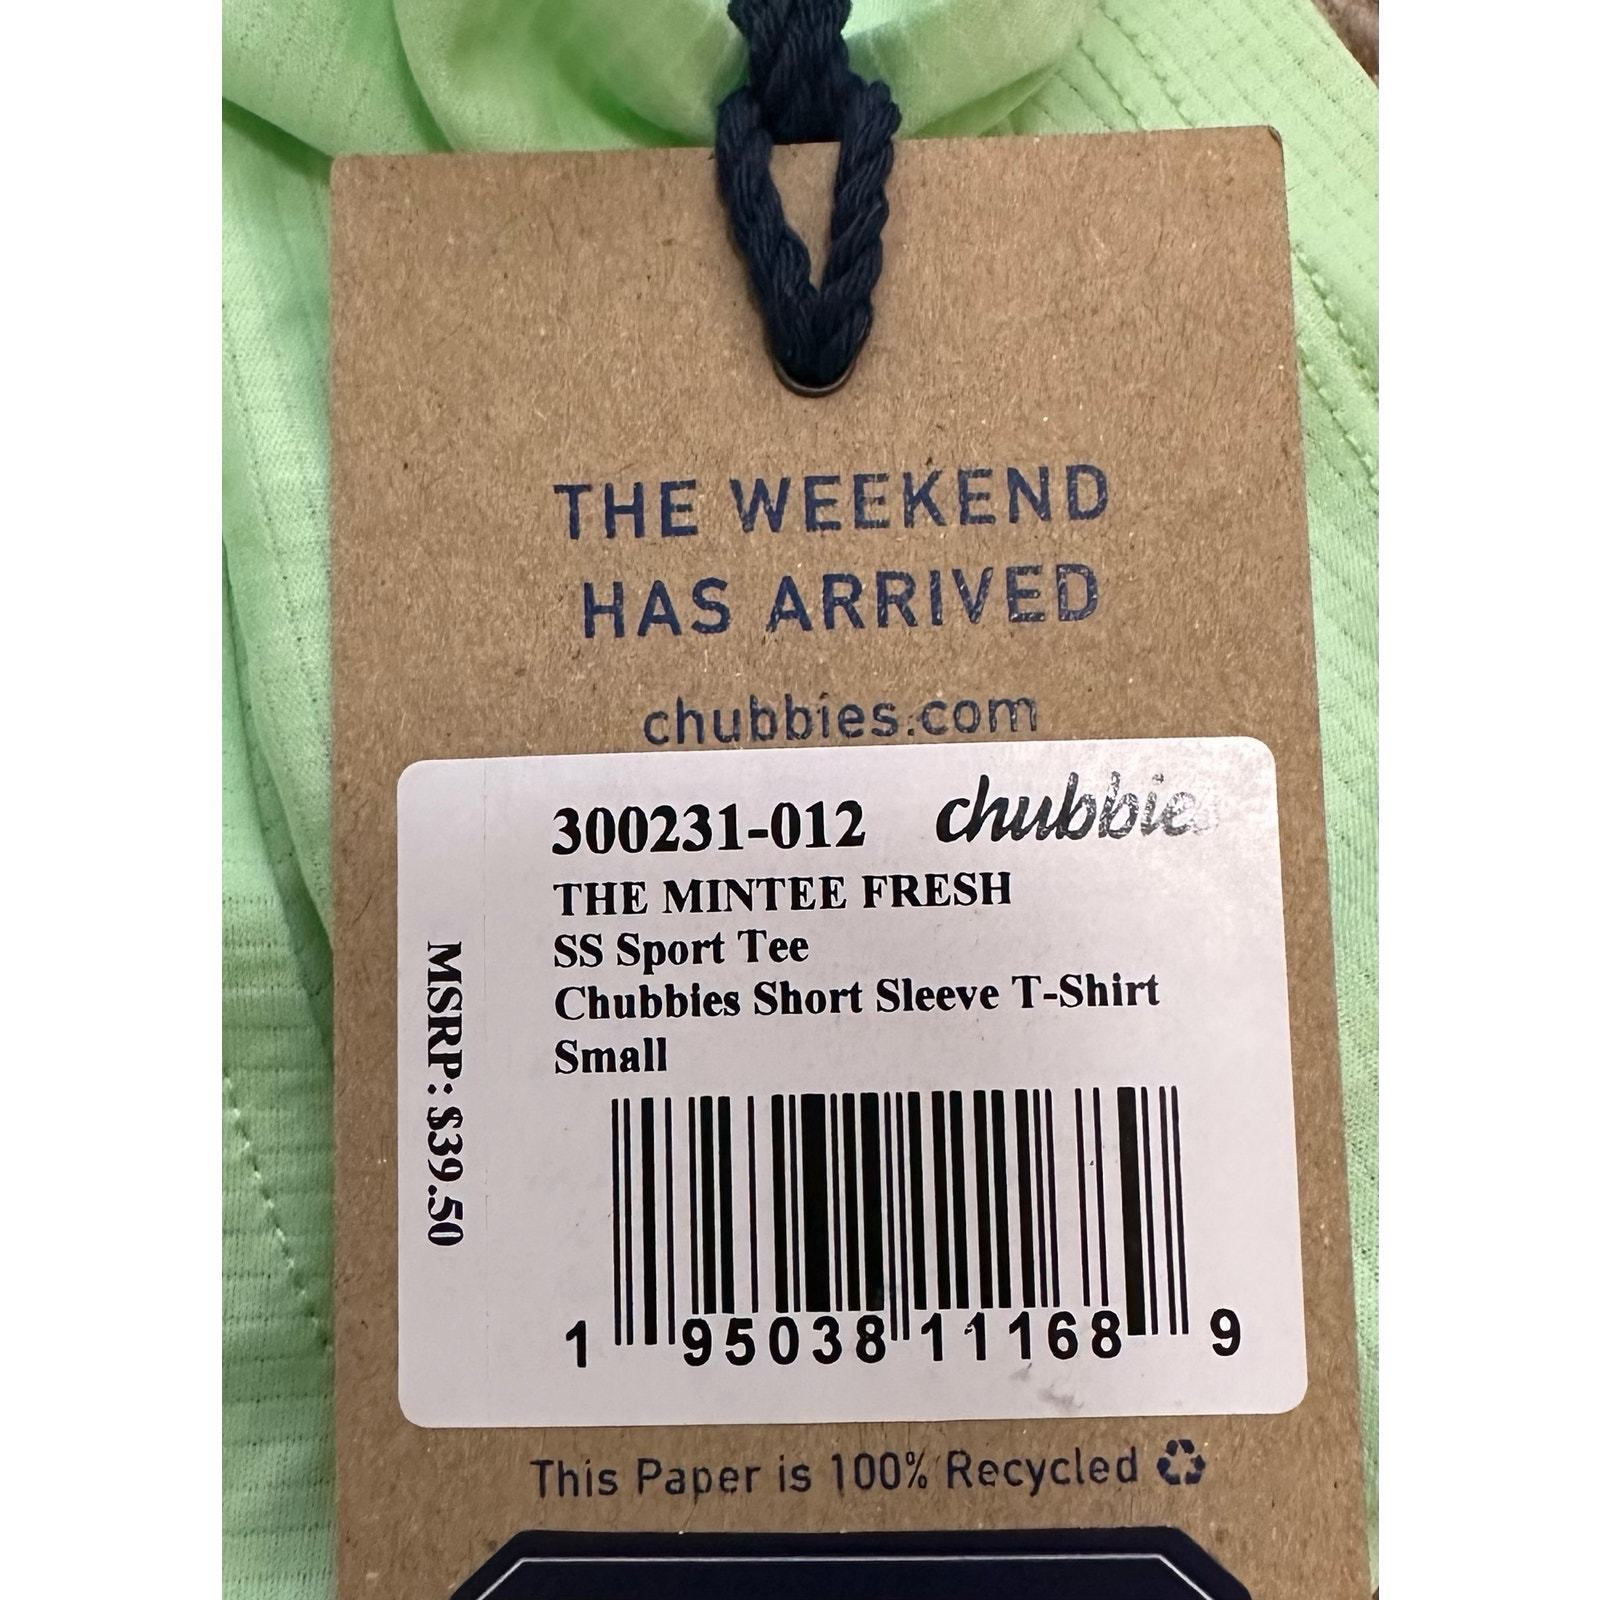 THE WEEKEND
HAS ARRIVED
chubbies.com
300231-012 chubbies
THE MINTEE FRESH
SS Sport Tee
Chubbies Short Sleeve T-Shirt
Small
MSRP: $39.50
1 95038 11168 9
This Paper is 100% Recycled